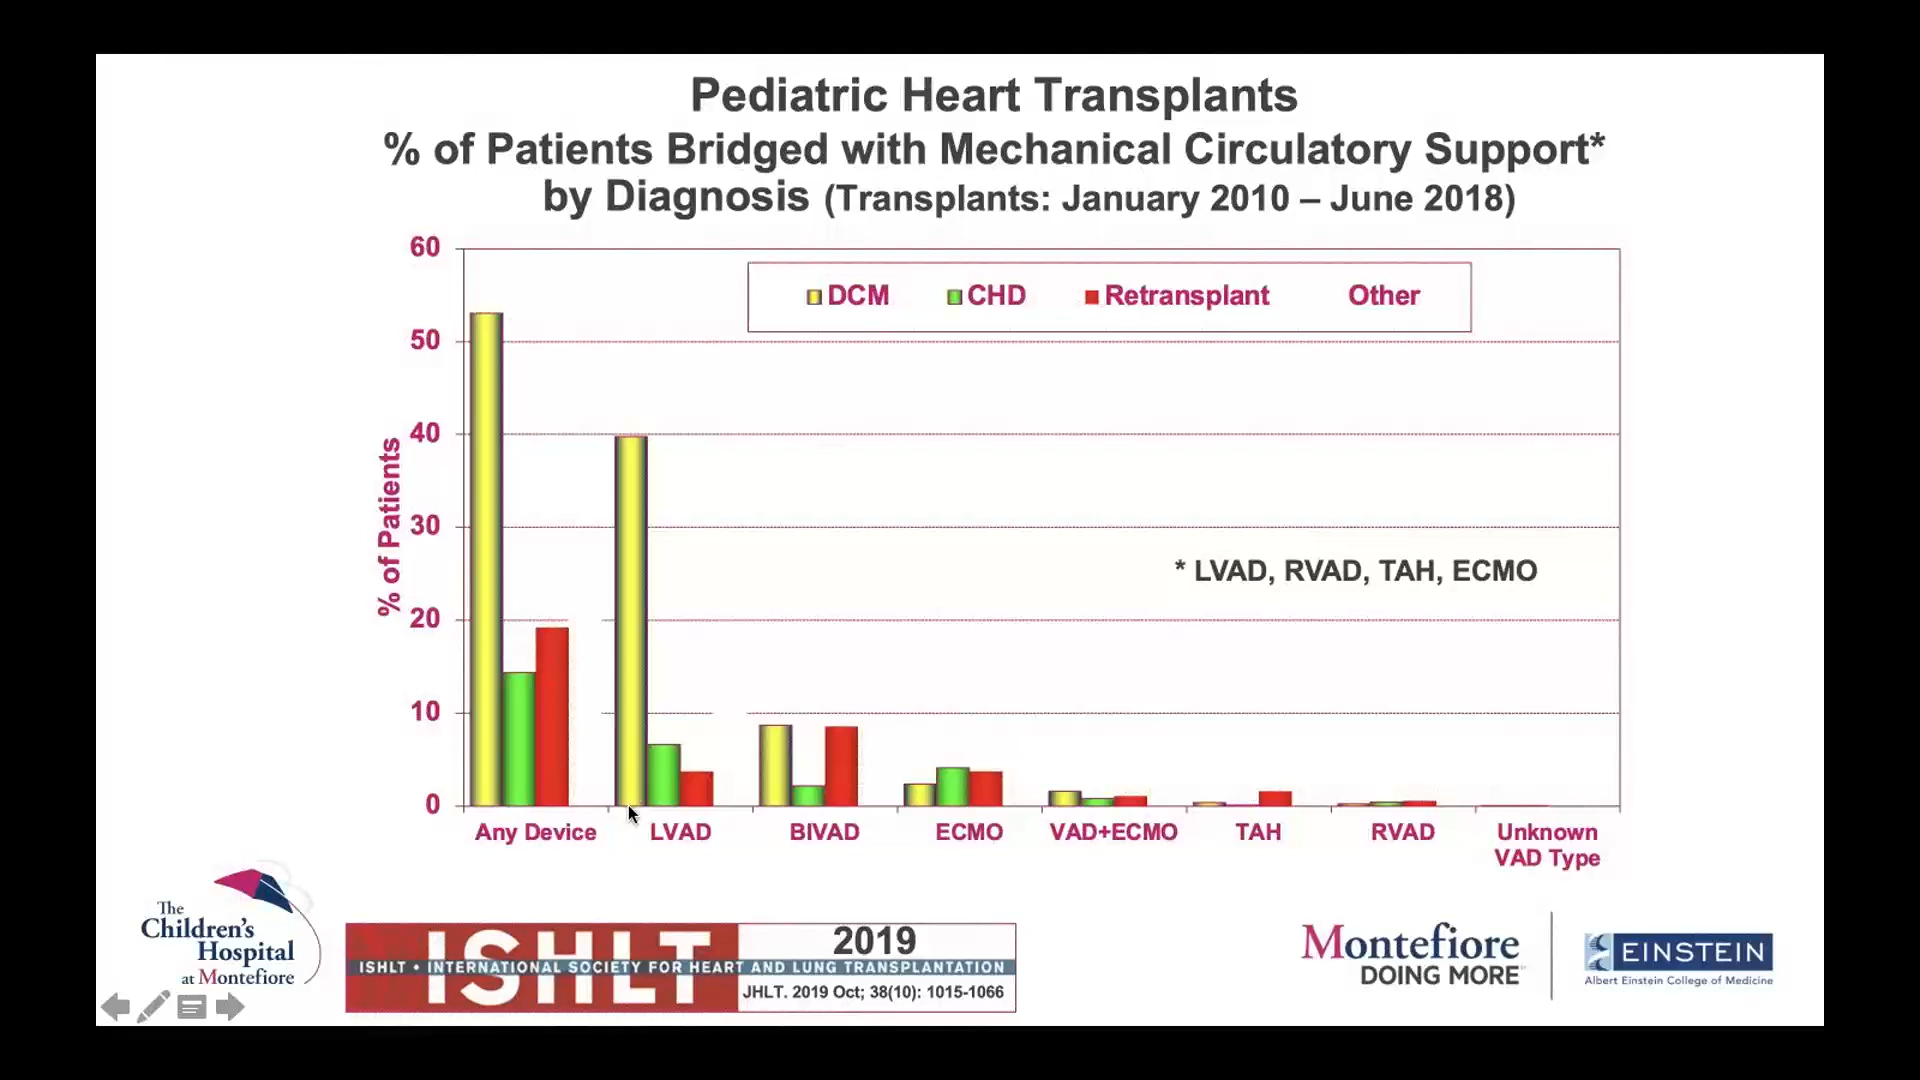 Pediatric Heart Transplants
% of Patients Bridged with Mechanical Circulatory Support*
by Diagnosis (Transplants: January 2010 – June 2018)
60
50
40
30
20
10
0
% of Patients
DCM CHD Retransplant Other
* LVAD, RVAD, TAH, ECMO
Any Device LVAD BIVAD ECMO VAD+ECMO TAH RVAD Unknown
VAD Type
The
Children's
Hospital
at Montefiore
ISHLT
2019
ISHLT • INTERNATIONAL SOCIETY FOR HEART AND LUNG TRANSPLANTATION
JHLT. 2019 Oct; 38(10): 1015-1066
Montefiore
DOING MORE
EINSTEIN
Albert Einstein College of Medicine